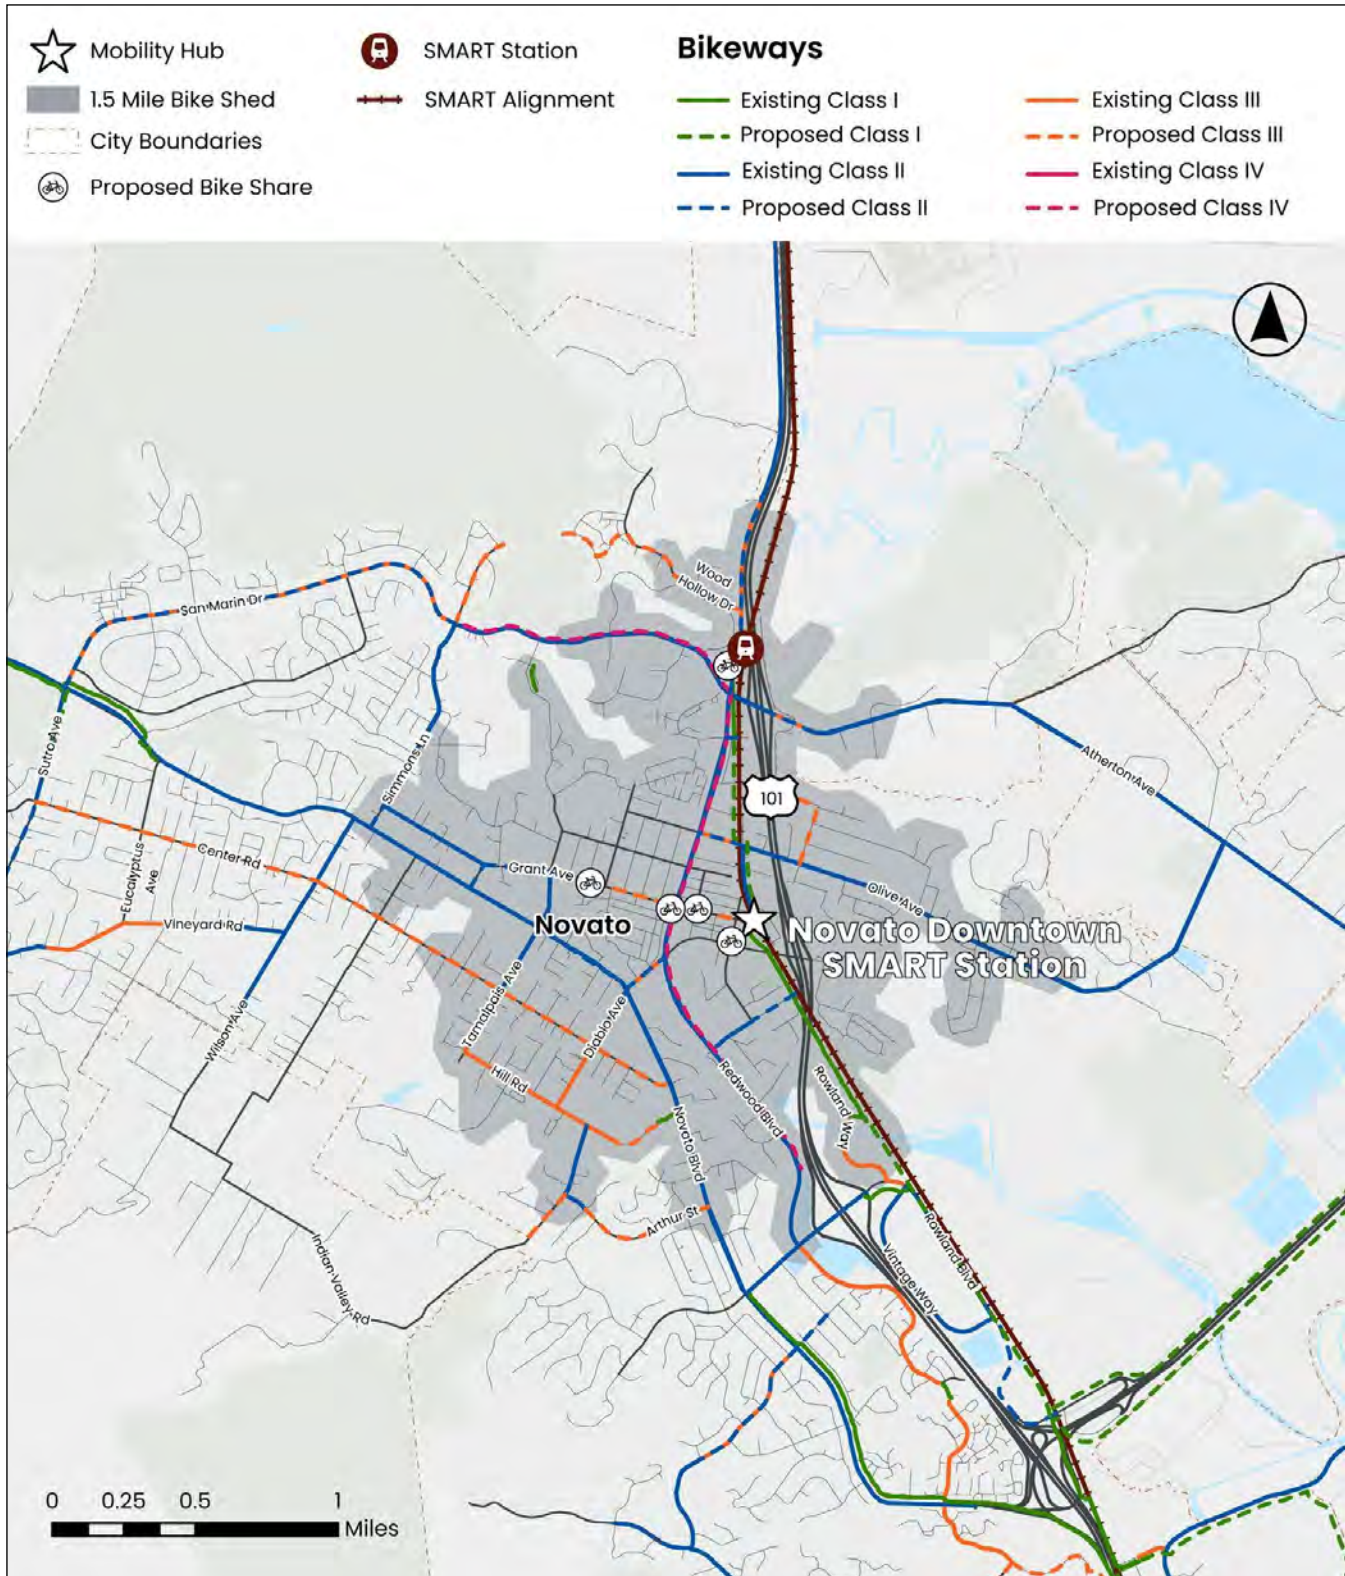 Mobility Hub
1.5 Mile Bike Shed
City Boundaries
Proposed Bike Share
SMART Station
SMART Alignment
Bikeways
Existing Class I
Proposed Class I
Existing Class II
Proposed Class II
Existing Class III
Proposed Class III
Existing Class IV
Proposed Class IV
Wood
Hollow Dr
San Marin Dr
Sutro Ave
Simmons Ln
Atherton Ave
101
Center Rd
Eucalyptus
Ave
Grant Ave
Olive Ave
Vineyard Rd
Novato
Novato Downtown
SMART Station
Wilson Ave
Tamalpais Ave
Diablo Ave
Hill Rd
Redwood Blvd
Rowland
Way
Novato Blvd
Arthur St
Indian Valley
Rd
Vintage Way
Rowland Blvd
0 0.25 0.5 1
Miles